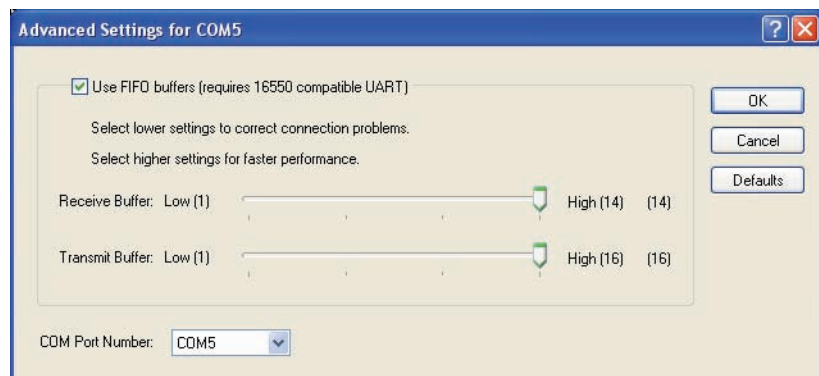 Advanced Settings for COM5
Use FIFO buffers (requires 16550 compatible UART)
Select lower settings to correct connection problems.
Select higher settings for faster performance.
Receive Buffer: Low (1) High (14) (14)
Transmit Buffer: Low (1) High (16) (16)
COM Port Number: COM5
OK
Cancel
Defaults